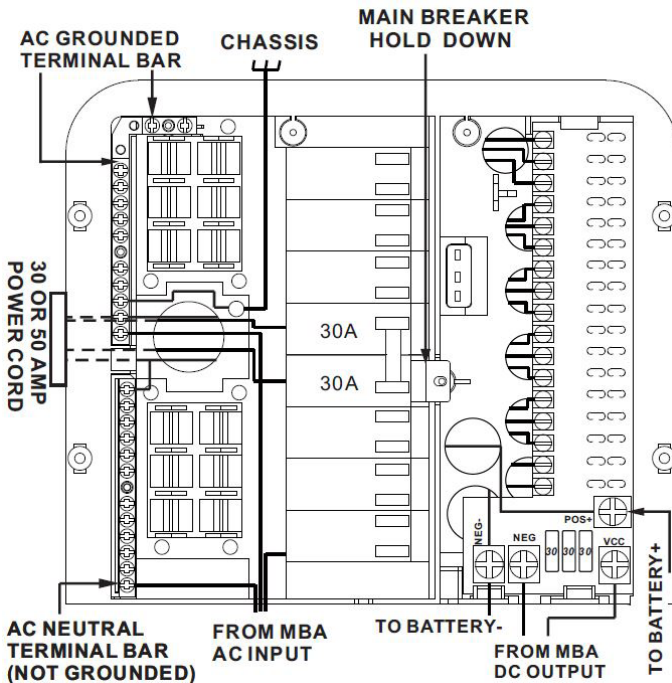 MAIN BREAKER
HOLD DOWN
AC GROUNDED
TERMINAL BAR
CHASSIS
30 OR 50 AMP
POWER CORD
30A
30A
POS+
NEG-
NEG
30 30 30
VCC
AC NEUTRAL
TERMINAL BAR
(NOT GROUNDED)
FROM MBA
AC INPUT
TO BATTERY-
FROM MBA
DC OUTPUT
TO BATTERY+